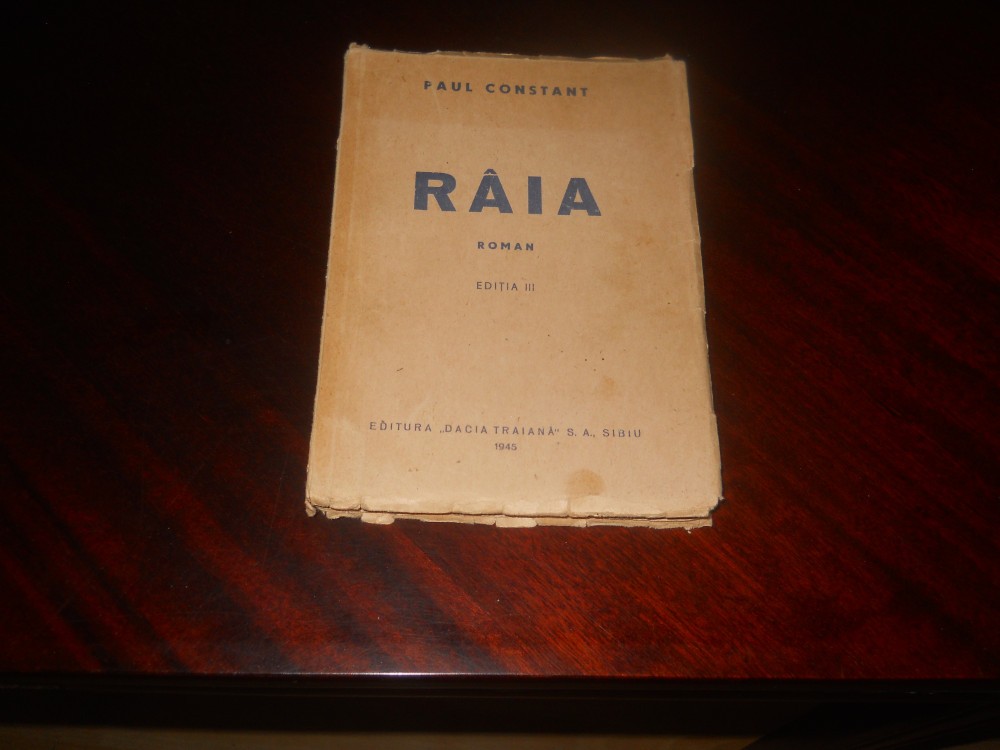 PAUL CONSTANT
RÂIA
ROMAN
EDIȚIA III
EDITURA „DACIA TRAIANĂ" S. A., SIBIU
1945